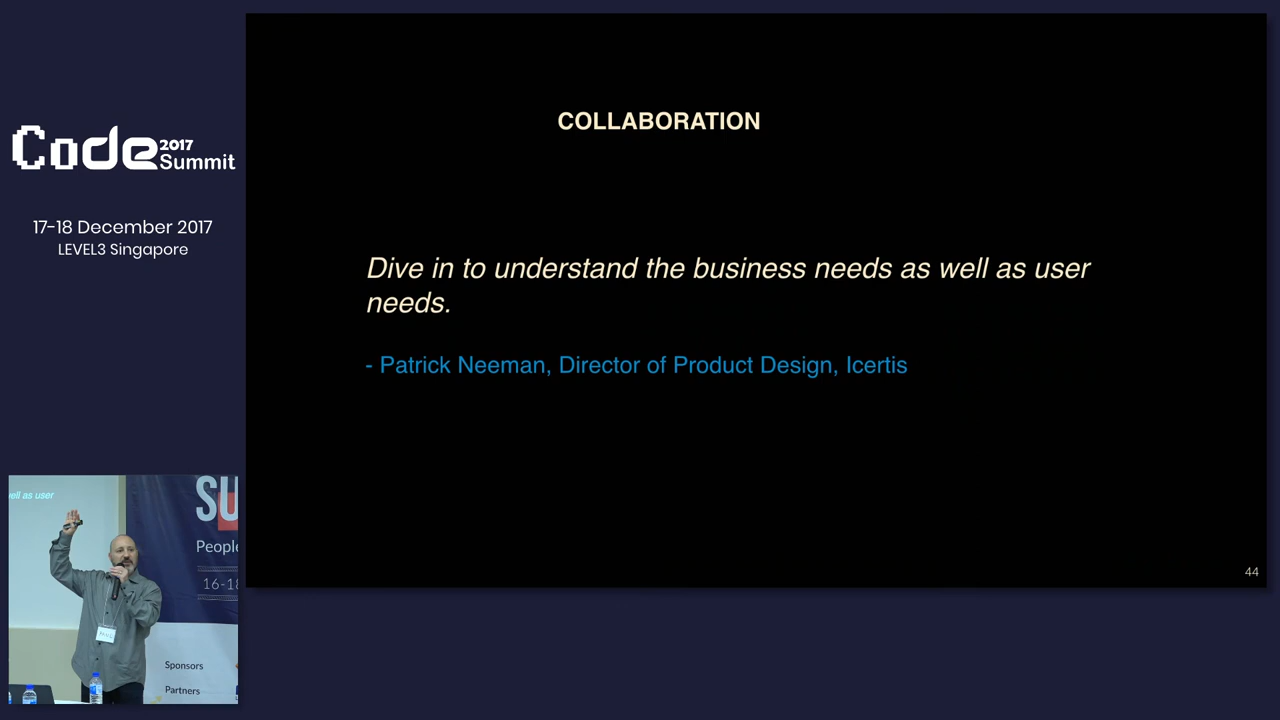 Code 2017 Summit
17-18 December 2017
LEVEL3 Singapore
COLLABORATION
Dive in to understand the business needs as well as user
needs.
- Patrick Neeman, Director of Product Design, Icertis
44
well as user
SU
People
16-18
Sponsors
Partners